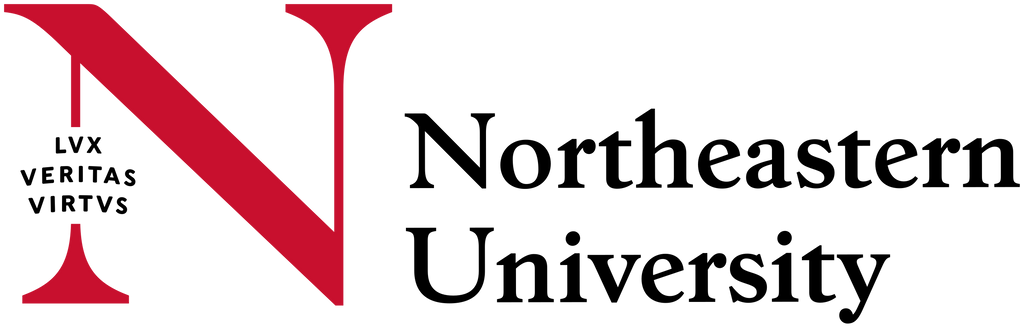 N
LVX
VERITAS
VIRTVS
Northeastern
University